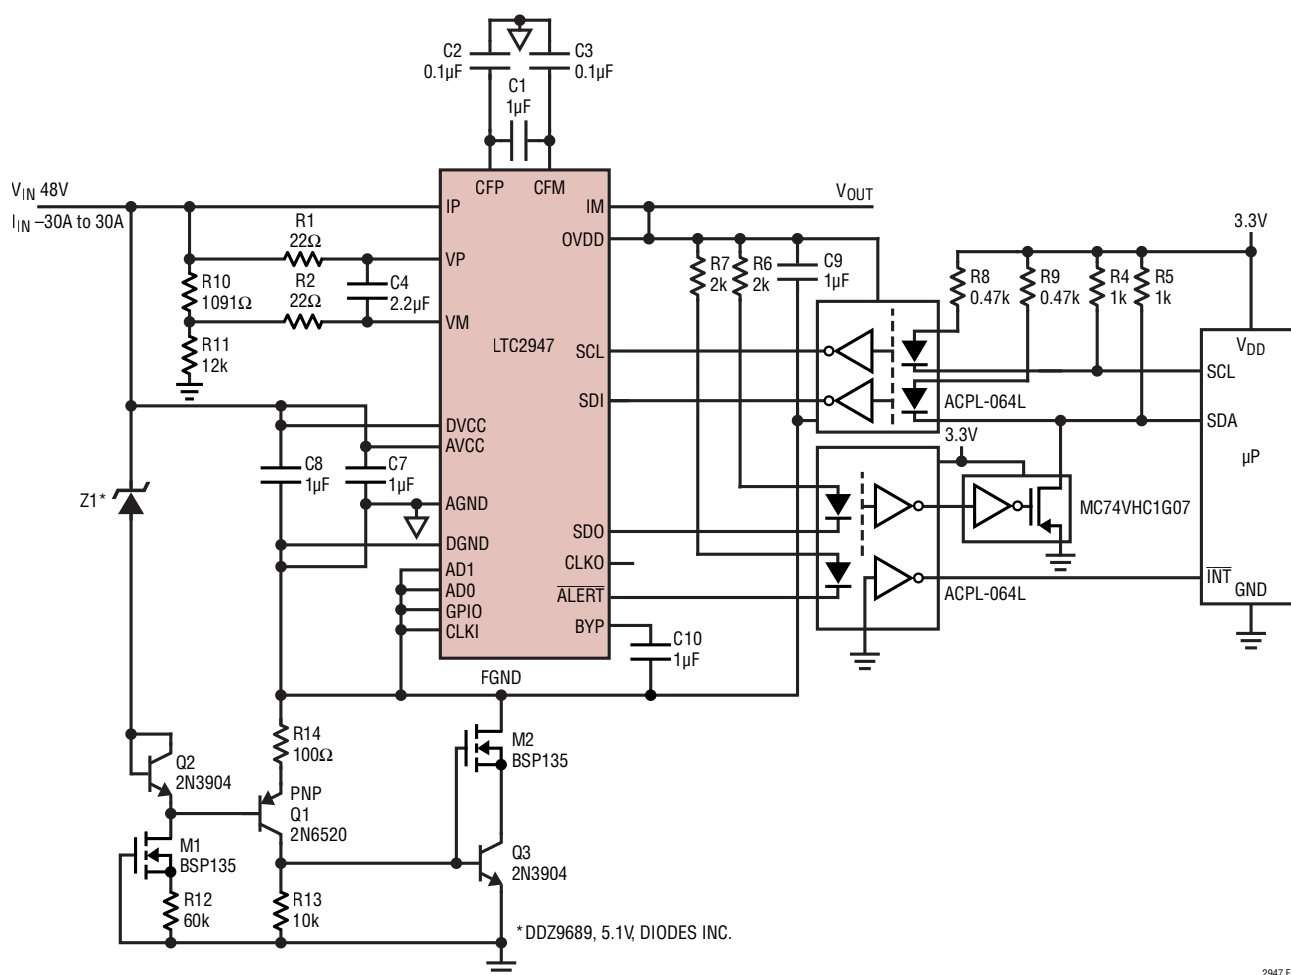 C2
0.1µF
C3
0.1µF
C1
1µF
CFP
CFM
VIN 48V
IIN –30A to 30A
IP
IM
VOUT
OVDD
3.3V
R1
22Ω
VP
R10
1091Ω
R2
22Ω
C4
2.2µF
VM
R11
12k
R7
2k
R6
2k
C9
1µF
R8
0.47k
R9
0.47k
R4
1k
R5
1k
LTC2947
SCL
SDI
VDD
SCL
SDA
µP
INT
GND
ACPL-064L
3.3V
DVCC
AVCC
C8
1µF
C7
1µF
Z1*
AGND
DGND
AD1
AD0
GPIO
CLKI
SDO
CLKO
ALERT
BYP
MC74VHC1G07
ACPL-064L
C10
1µF
FGND
R14
100Ω
M2
BSP135
Q2
2N3904
PNP
Q1
2N6520
M1
BSP135
Q3
2N3904
R12
60k
R13
10k
*DDZ9689, 5.1V, DIODES INC.